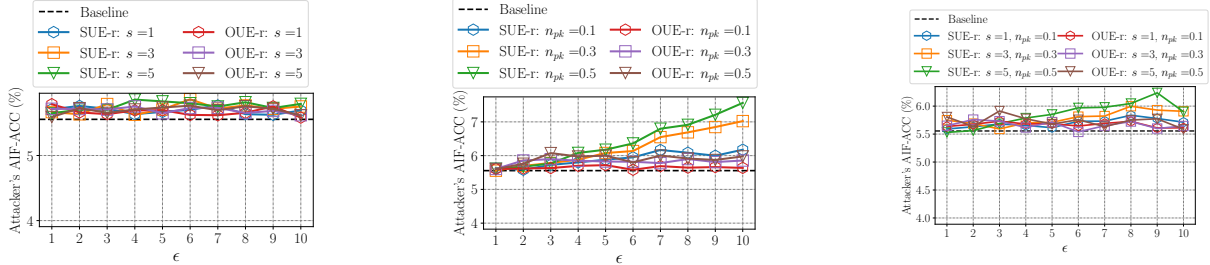 Baseline
SUE-r: s =1
OUE-r: s =1
SUE-r: s =3
OUE-r: s =3
SUE-r: s =5
OUE-r: s =5
Attacker's AIF-ACC (%)
5
4
1 2 3 4 5 6 7 8 9 10
ϵ
Baseline
SUE-r: n_pk =0.1
OUE-r: n_pk =0.1
SUE-r: n_pk =0.3
OUE-r: n_pk =0.3
SUE-r: n_pk =0.5
OUE-r: n_pk =0.5
Attacker's AIF-ACC (%)
7
6
5
4
1 2 3 4 5 6 7 8 9 10
ϵ
Baseline
SUE-r: s =1, n_pk =0.1
OUE-r: s =1, n_pk =0.1
SUE-r: s =3, n_pk =0.3
OUE-r: s =3, n_pk =0.3
SUE-r: s =5, n_pk =0.5
OUE-r: s =5, n_pk =0.5
Attacker's AIF-ACC (%)
6.0
5.5
5.0
4.5
4.0
1 2 3 4 5 6 7 8 9 10
ϵ